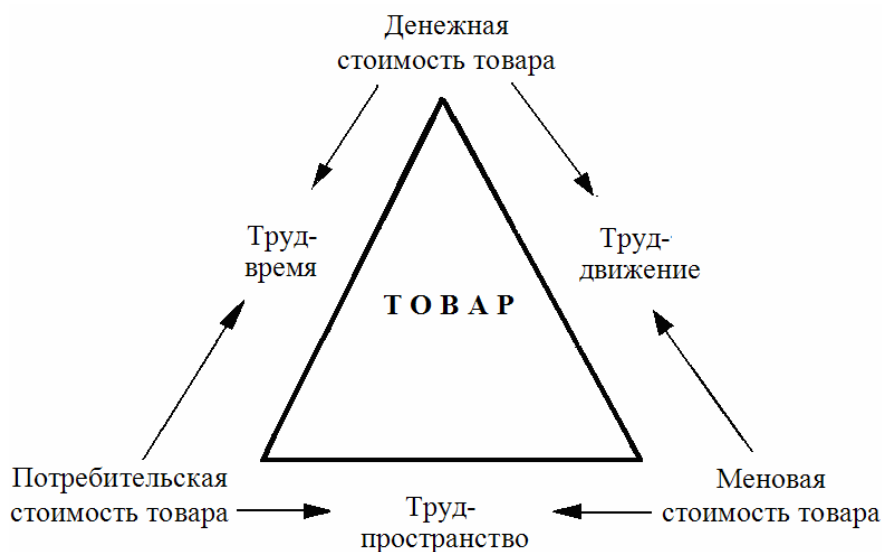 Денежная
стоимость товара
Труд-
время
Труд-
движение
Т О В А Р
Потребительская
стоимость товара
Труд-
пространство
Меновая
стоимость товара